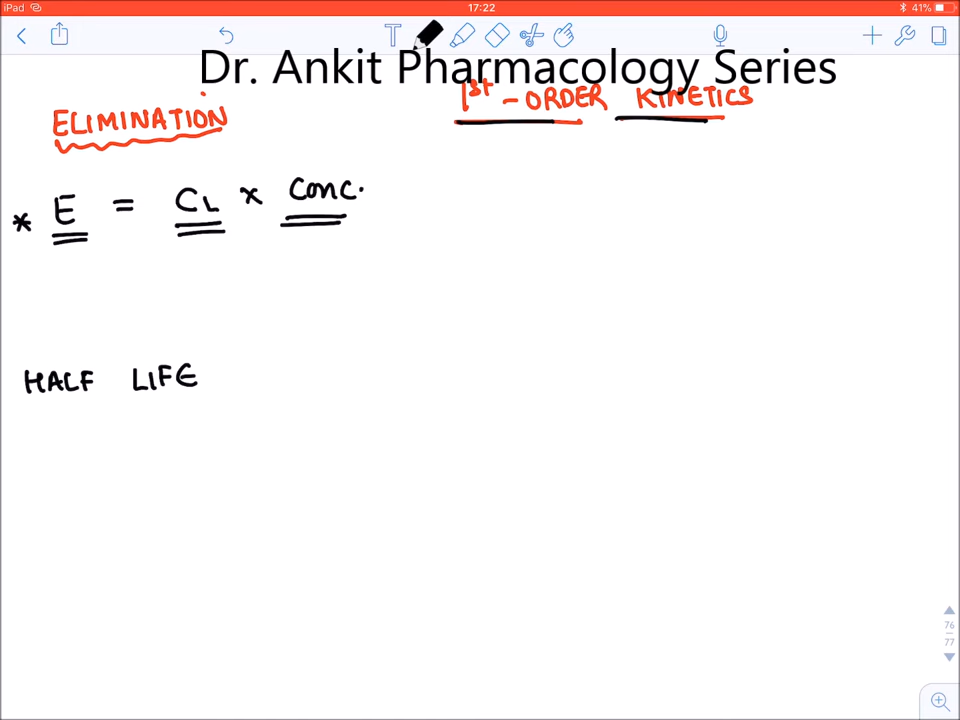 iPad 17:22 41%
T
Dr. Ankit Pharmacology Series
1st - ORDER KINETICS
ELIMINATION
* E = CL x Conc.
HALF LIFE
76
77